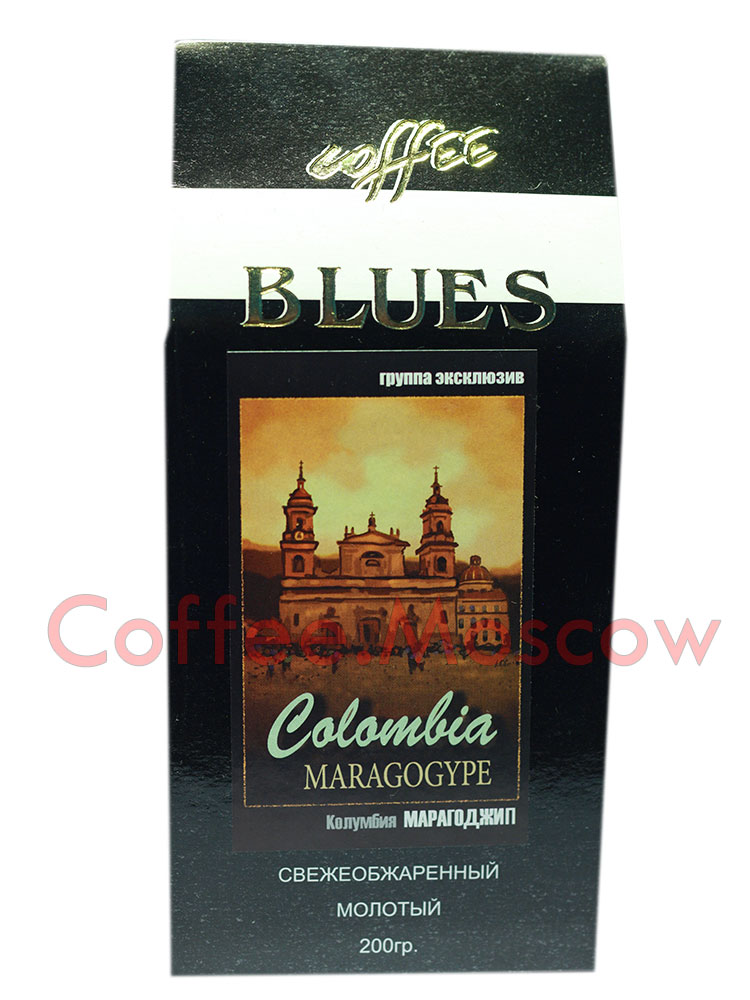 COFFEE
BLUES
группа эксклюзив
Coffee.Moscow
Colombia
MARAGOGYPE
Колумбия МАРАГОДЖИП
СВЕЖЕОБЖАРЕННЫЙ
МОЛОТЫЙ
200гр.